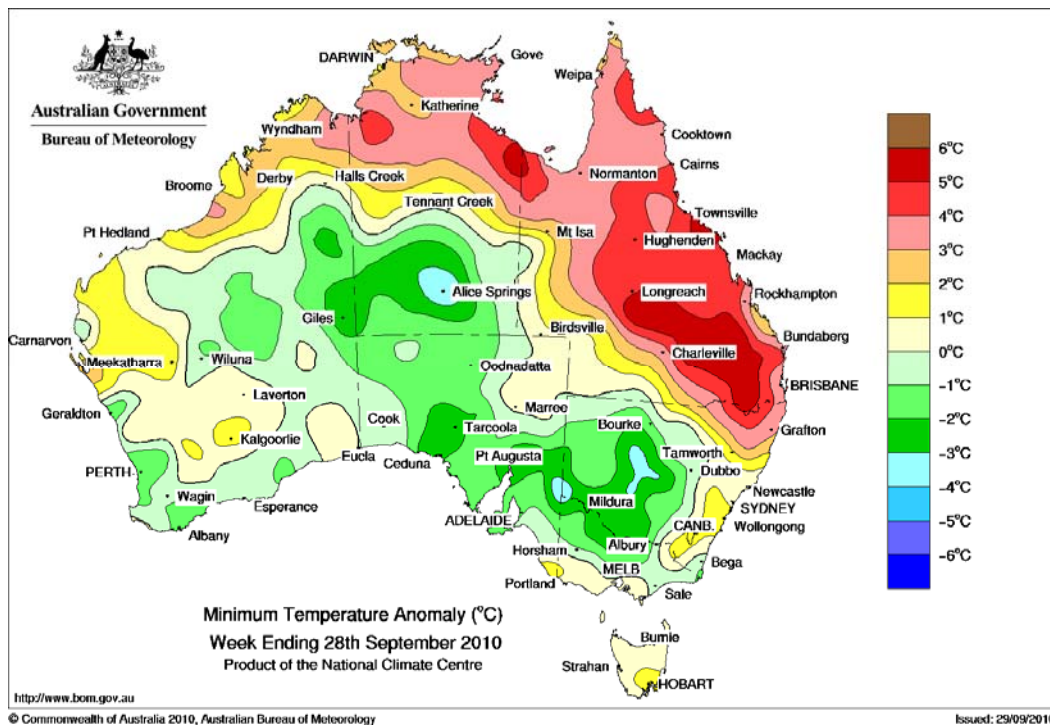 Australian Government
Bureau of Meteorology
DARWIN
Gove
Weipa
Katherine
Wyndham
Cooktown
Cairns
Derby
Halls Creek
Normanton
Broome
Tennant Creek
Townsville
Pt Hedland
Mt Isa
Hughenden
Mackay
Alice Springs
Longreach
Rockhampton
Giles
Birdsville
Bundaberg
Carnarvon
Meekatharra
Wiluna
Oodnadatta
Charleville
BRISBANE
Laverton
Marree
Geraldton
Cook
Tarcoola
Bourke
Grafton
Kalgoorlie
Eucla
Ceduna
Pt Augusta
Tamworth
Dubbo
PERTH
Wagin
Esperance
Mildura
Newcastle
SYDNEY
ADELAIDE
CANB.
Wollongong
Albany
Horsham
Albury
Bega
MELB
Portland
Sale
Burnie
Strahan
HOBART
6°C
5°C
4°C
3°C
2°C
1°C
0°C
-1°C
-2°C
-3°C
-4°C
-5°C
-6°C
Minimum Temperature Anomaly (°C)
Week Ending 28th September 2010
Product of the National Climate Centre
http://www.bom.gov.au
© Commonwealth of Australia 2010, Australian Bureau of Meteorology
Issued: 29/09/201